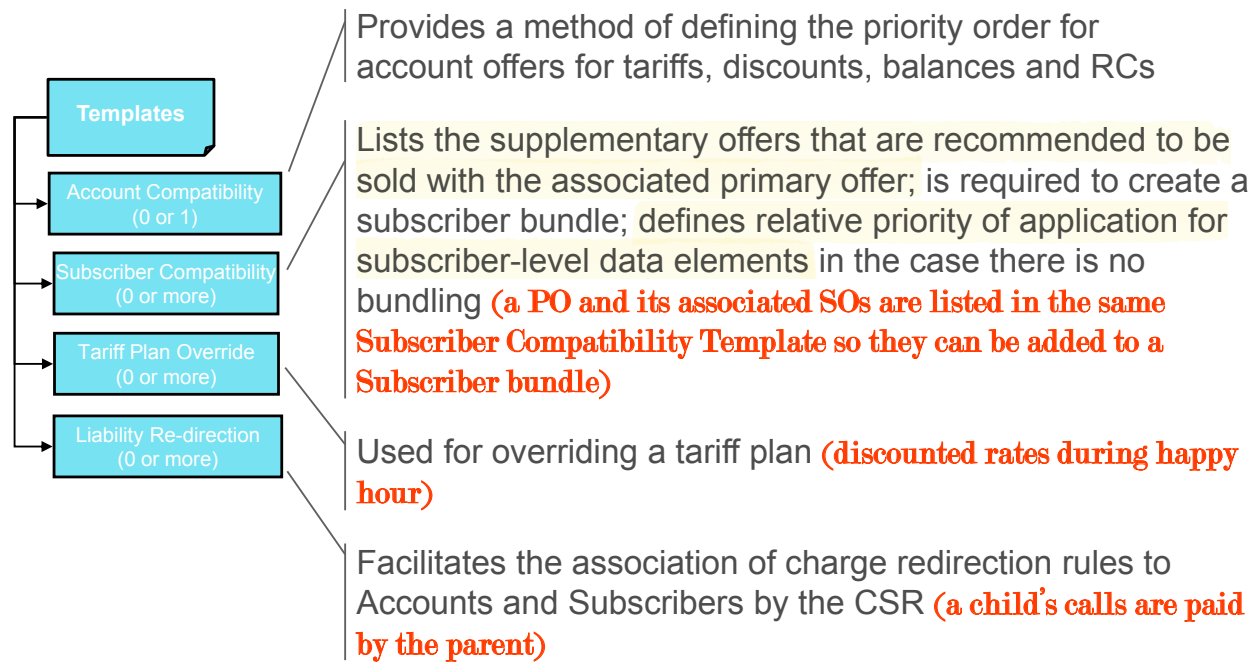 Templates
Account Compatibility
(0 or 1)
Subscriber Compatibility
(0 or more)
Tariff Plan Override
(0 or more)
Liability Re-direction
(0 or more)
Provides a method of defining the priority order for
account offers for tariffs, discounts, balances and RCs
Lists the supplementary offers that are recommended to be
sold with the associated primary offer; is required to create a
subscriber bundle; defines relative priority of application for
subscriber-level data elements in the case there is no
bundling (a PO and its associated SOs are listed in the same
Subscriber Compatibility Template so they can be added to a
Subscriber bundle)
Used for overriding a tariff plan (discounted rates during happy
hour)
Facilitates the association of charge redirection rules to
Accounts and Subscribers by the CSR (a child's calls are paid
by the parent)